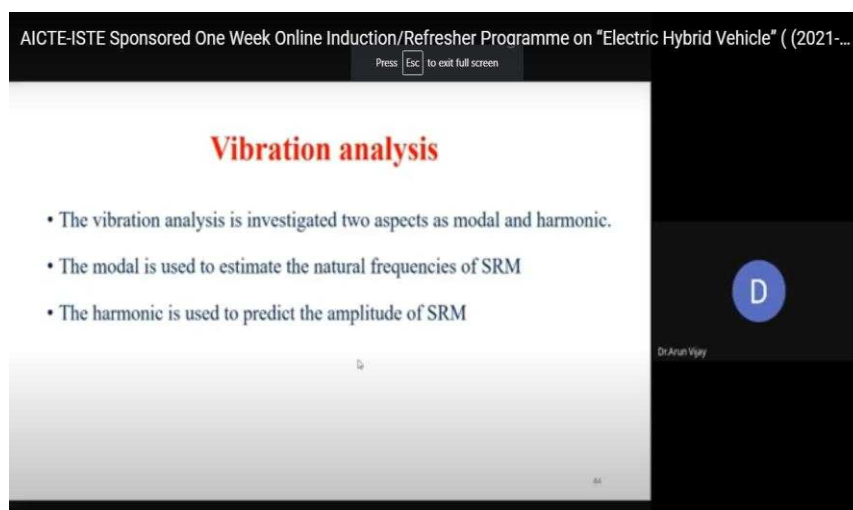 AICTE-ISTE Sponsored One Week Online Induction/Refresher Programme on “Electric Hybrid Vehicle” ( (2021-...
Press Esc to exit full screen
Vibration analysis
• The vibration analysis is investigated two aspects as modal and harmonic.
• The modal is used to estimate the natural frequencies of SRM
• The harmonic is used to predict the amplitude of SRM
D
Dr.Arun Vijay